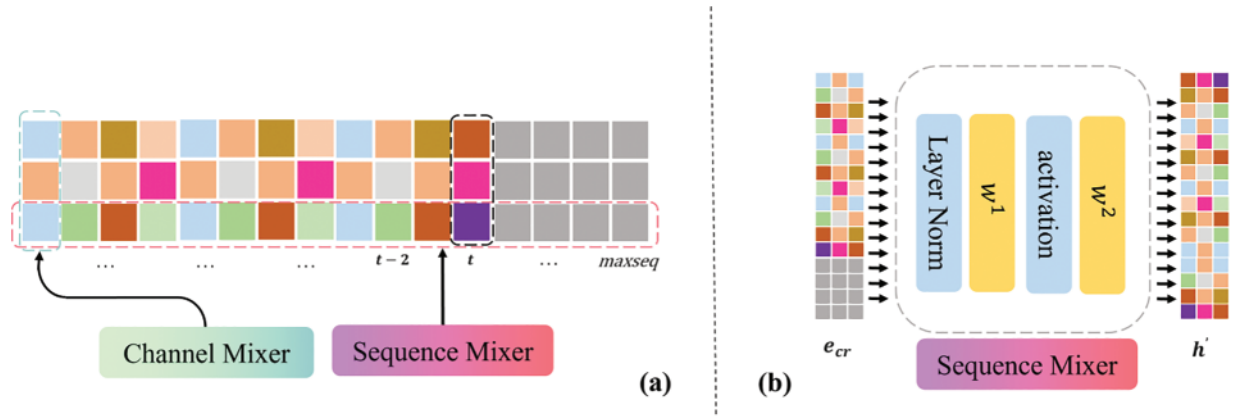 ... ... ... t − 2 t ... maxseq
Channel Mixer
Sequence Mixer
(a)
Layer Norm
w¹
activation
w²
e_cr
h′
Sequence Mixer
(b)